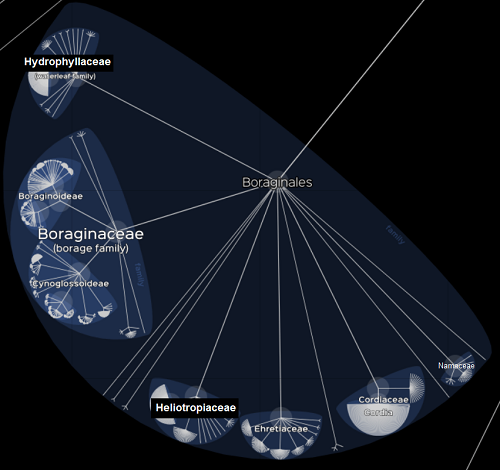 Hydrophyllaceae
(waterleaf family)
Boraginales
Boraginoideae
Boraginaceae
(borage family)
family
family
Cynoglossoideae
Namaceae
Heliotropiaceae
Cordiaceae
Cordia
Ehretiaceae